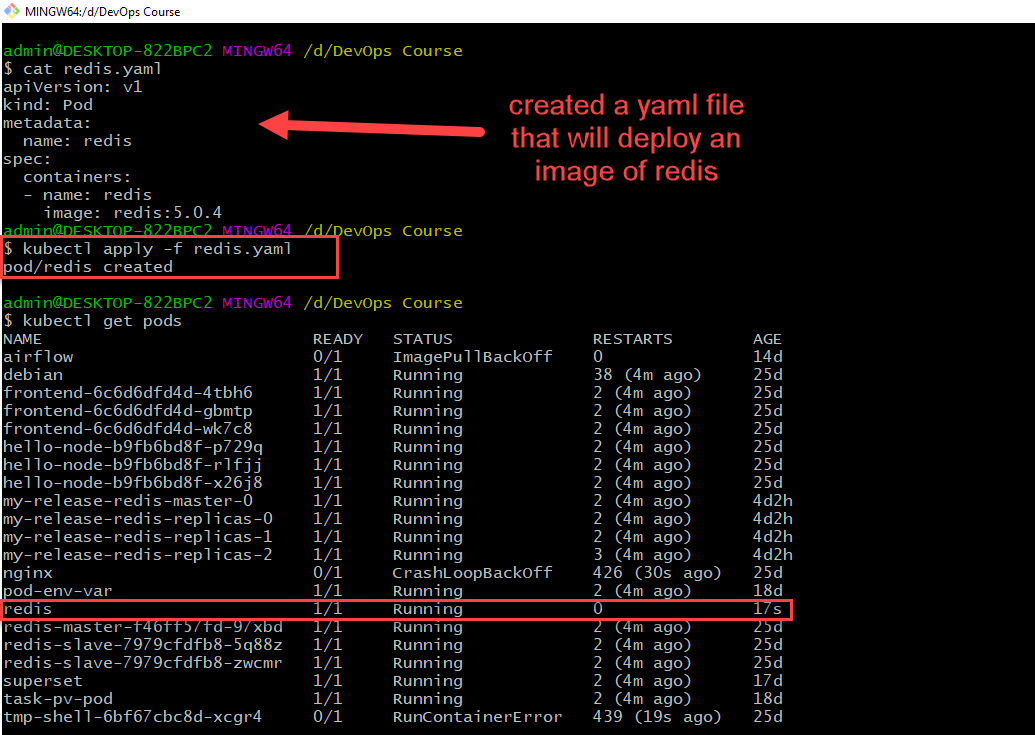 MINGW64:/d/DevOps Course
admin@DESKTOP-822BPC2 MINGW64 /d/DevOps Course
$ cat redis.yaml
apiVersion: v1
kind: Pod
metadata:
  name: redis
spec:
  containers:
  - name: redis
    image: redis:5.0.4
created a yaml file
that will deploy an
image of redis
admin@DESKTOP-822BPC2 MINGW64 /d/DevOps Course
$ kubectl apply -f redis.yaml
pod/redis created
admin@DESKTOP-822BPC2 MINGW64 /d/DevOps Course
$ kubectl get pods
NAME                            READY   STATUS              RESTARTS        AGE
airflow                         0/1     ImagePullBackOff    0               14d
debian                          1/1     Running             38 (4m ago)     25d
frontend-6c6d6dfd4d-4tbh6       1/1     Running             2 (4m ago)      25d
frontend-6c6d6dfd4d-gbmtp       1/1     Running             2 (4m ago)      25d
frontend-6c6d6dfd4d-wk7c8       1/1     Running             2 (4m ago)      25d
hello-node-b9fb6bd8f-p729q      1/1     Running             2 (4m ago)      25d
hello-node-b9fb6bd8f-rlfjj      1/1     Running             2 (4m ago)      25d
hello-node-b9fb6bd8f-x26j8      1/1     Running             2 (4m ago)      25d
my-release-redis-master-0       1/1     Running             2 (4m ago)      4d2h
my-release-redis-replicas-0     1/1     Running             2 (4m ago)      4d2h
my-release-redis-replicas-1     1/1     Running             2 (4m ago)      4d2h
my-release-redis-replicas-2     1/1     Running             3 (4m ago)      4d2h
nginx                           0/1     CrashLoopBackOff    426 (30s ago)   25d
pod-env-var                     1/1     Running             2 (4m ago)      18d
redis                           1/1     Running             0               17s
redis-master-f46ff57fd-97xbd    1/1     Running             2 (4m ago)      25d
redis-slave-7979cfdfb8-5q88z    1/1     Running             2 (4m ago)      25d
redis-slave-7979cfdfb8-zwcmr    1/1     Running             2 (4m ago)      25d
superset                        1/1     Running             2 (4m ago)      17d
task-pv-pod                     1/1     Running             2 (4m ago)      18d
tmp-shell-6bf67cbc8d-xcgr4      0/1     RunContainerError   439 (19s ago)   25d